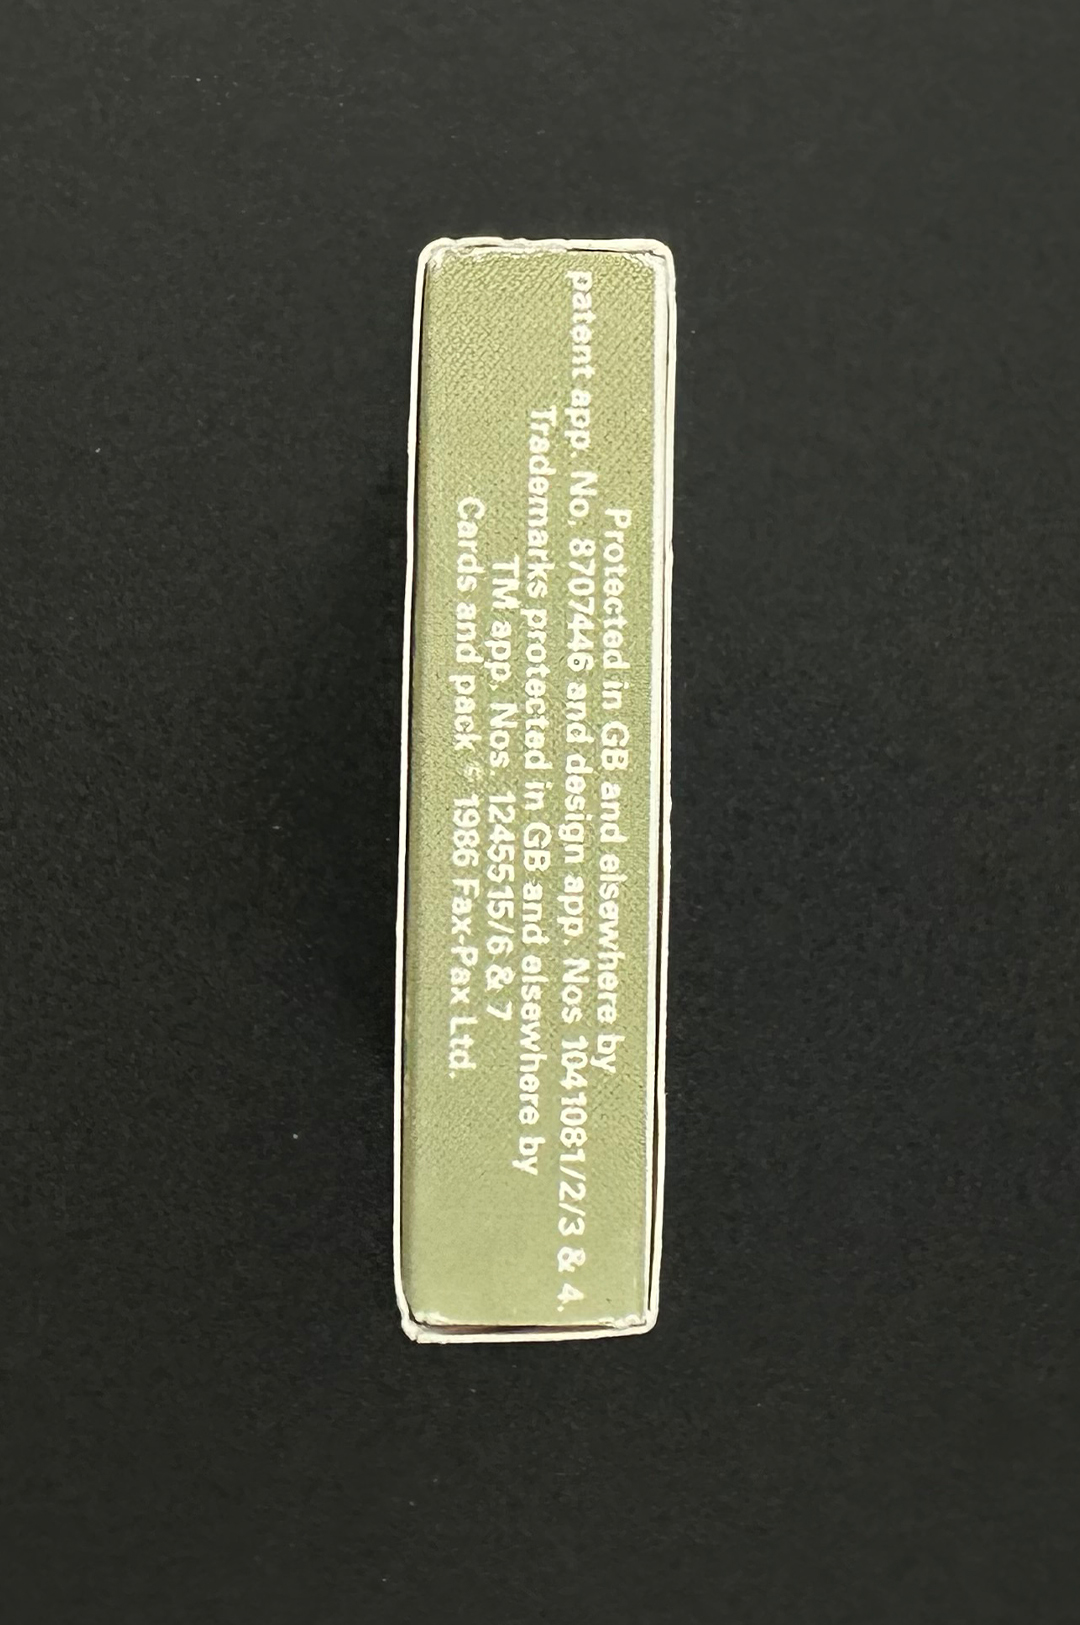 Protected in GB and elsewhere by
patent app. No. 8707446 and design app. Nos 1041081/2/3 & 4.
Trademarks protected in GB and elsewhere by
TM app. Nos. 1245515/6 & 7
Cards and pack © 1986 Fax-Pax Ltd.